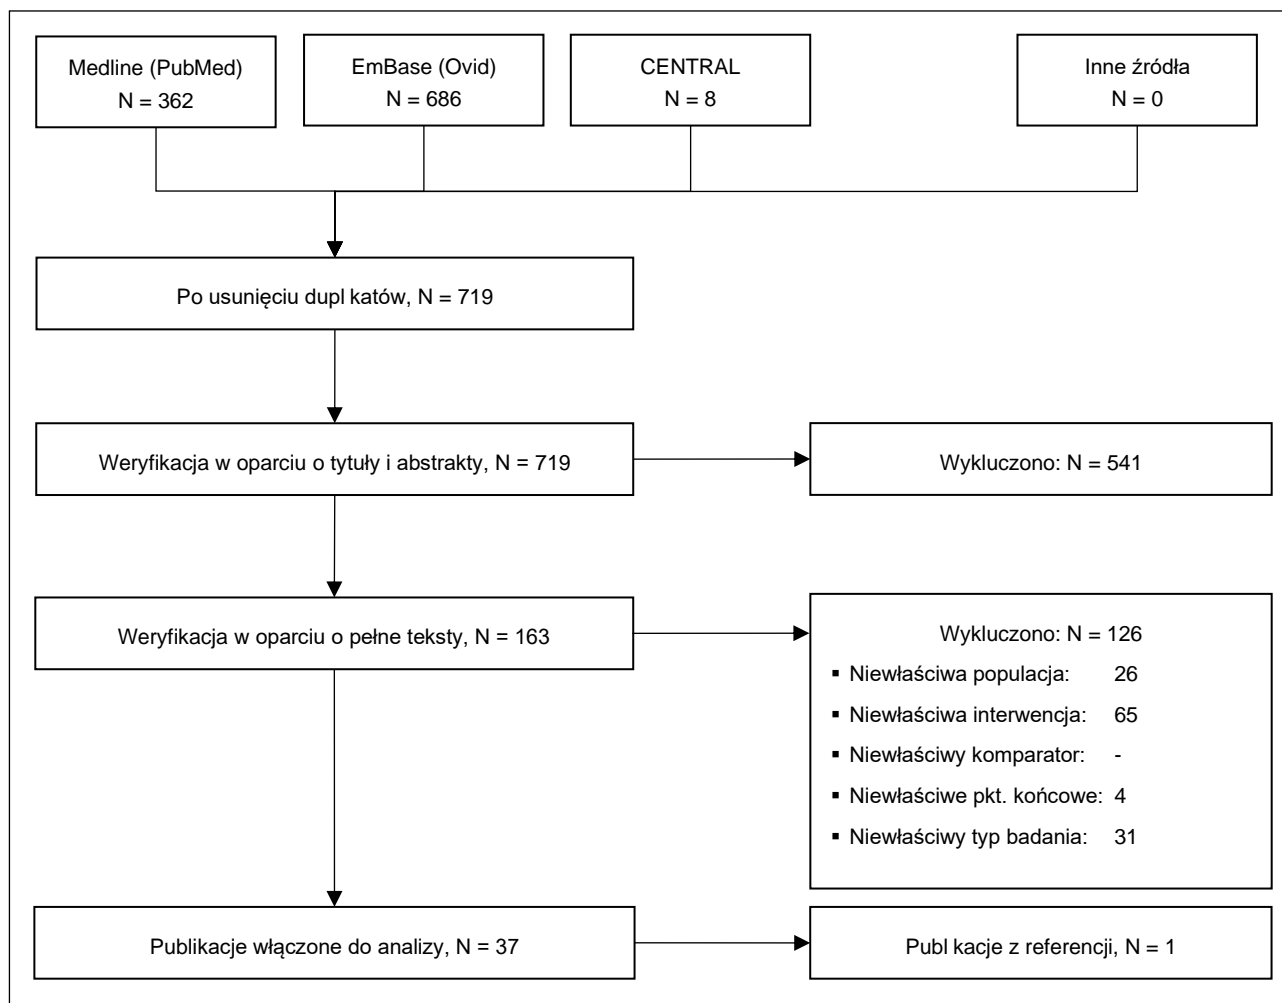 Medline (PubMed)
N = 362
EmBase (Ovid)
N = 686
CENTRAL
N = 8
Inne źródła
N = 0
Po usunięciu dupl katów, N = 719
Weryfikacja w oparciu o tytuły i abstrakty, N = 719
Wykluczono: N = 541
Weryfikacja w oparciu o pełne teksty, N = 163
Wykluczono: N = 126
▪ Niewłaściwa populacja: 26
▪ Niewłaściwa interwencja: 65
▪ Niewłaściwy komparator: -
▪ Niewłaściwe pkt. końcowe: 4
▪ Niewłaściwy typ badania: 31
Publikacje włączone do analizy, N = 37
Publ kacje z referencji, N = 1